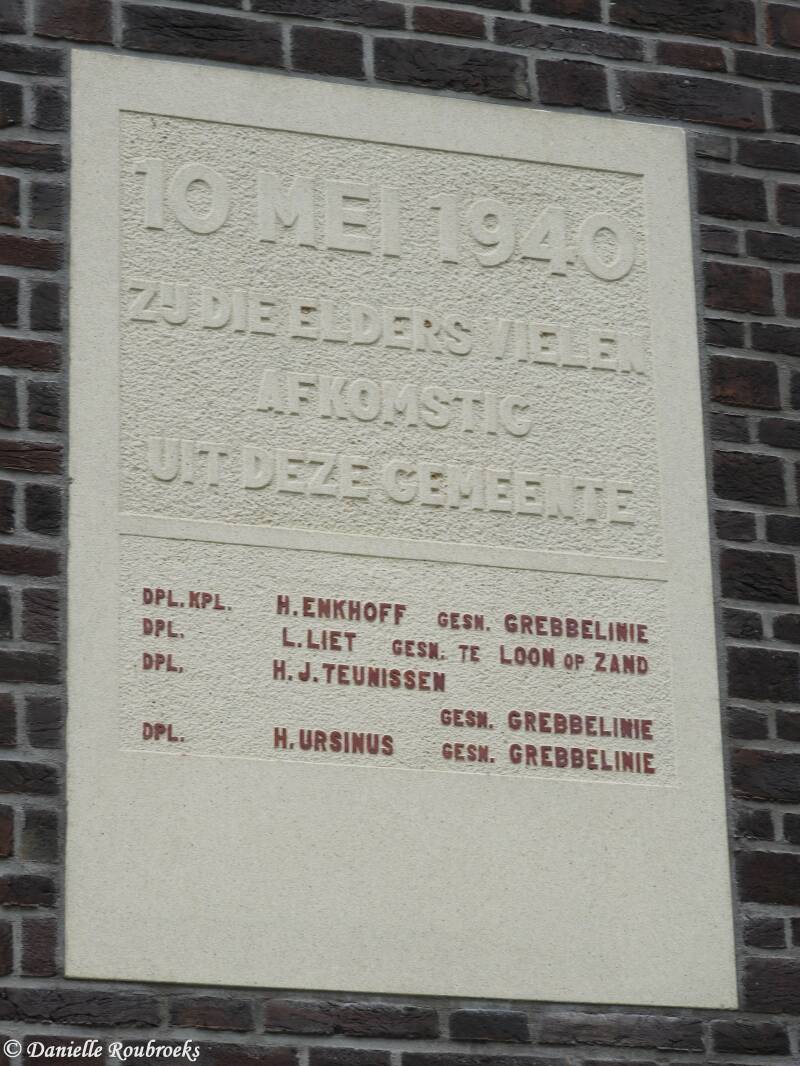 10 MEI 1940
ZIJ DIE ELDERS VIELEN
AFKOMSTIG
UIT DEZE GEMEENTE
DPL. KPL. H. ENKHOFF GESN. GREBBELINIE
DPL. L. LIET GESN. TE LOON OP ZAND
DPL. H. J. TEUNISSEN
GESN. GREBBELINIE
DPL. H. URSINUS GESN. GREBBELINIE
© Danielle Roubroeks